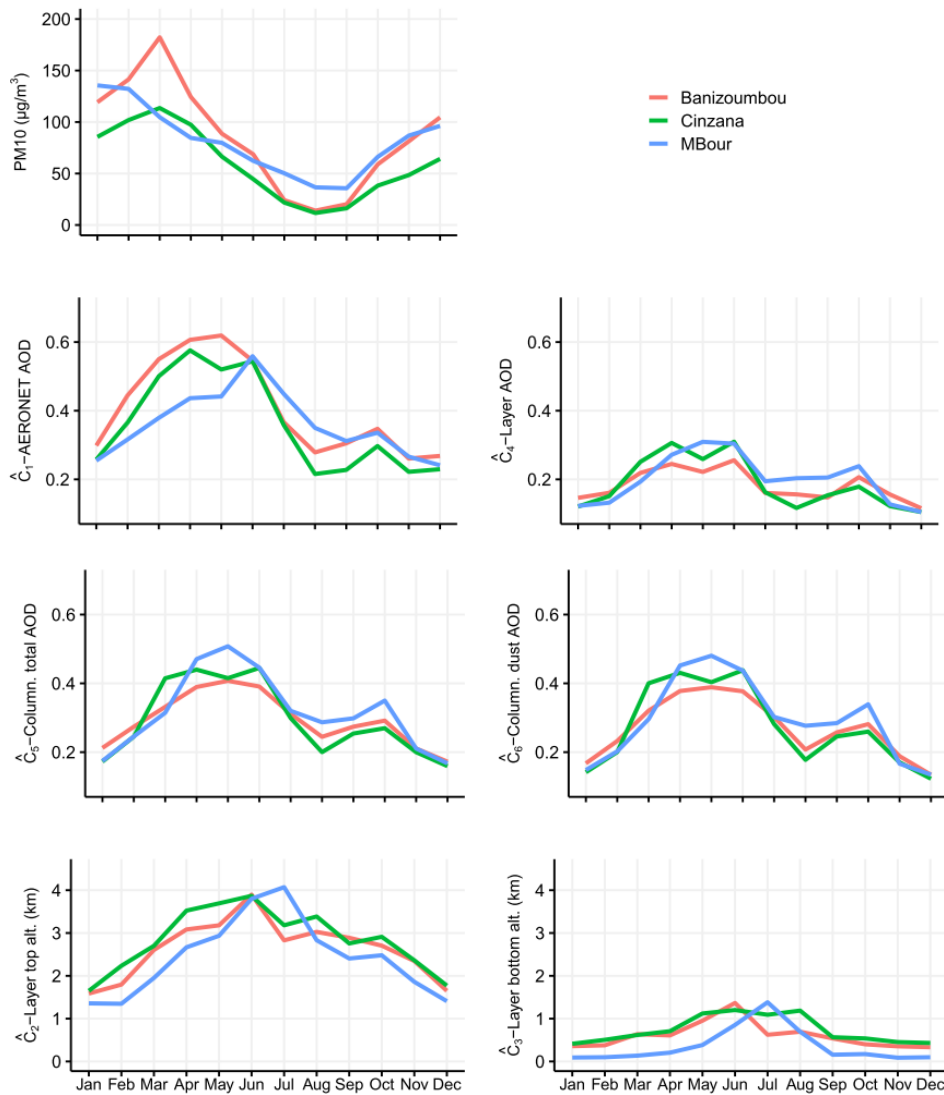 200
150
100
50
0
PM10 (µg/m³)
Banizoumbou
Cinzana
MBour
0.6
0.4
0.2
Ĉ₁−AERONET AOD
0.6
0.4
0.2
Ĉ₄−Layer AOD
0.6
0.4
0.2
Ĉ₅−Column. total AOD
0.6
0.4
0.2
Ĉ₆−Column. dust AOD
4
3
2
1
0
Ĉ₂−Layer top alt. (km)
Jan Feb Mar Apr May Jun Jul Aug Sep Oct Nov Dec
4
3
2
1
0
Ĉ₃−Layer bottom alt. (km)
Jan Feb Mar Apr May Jun Jul Aug Sep Oct Nov Dec